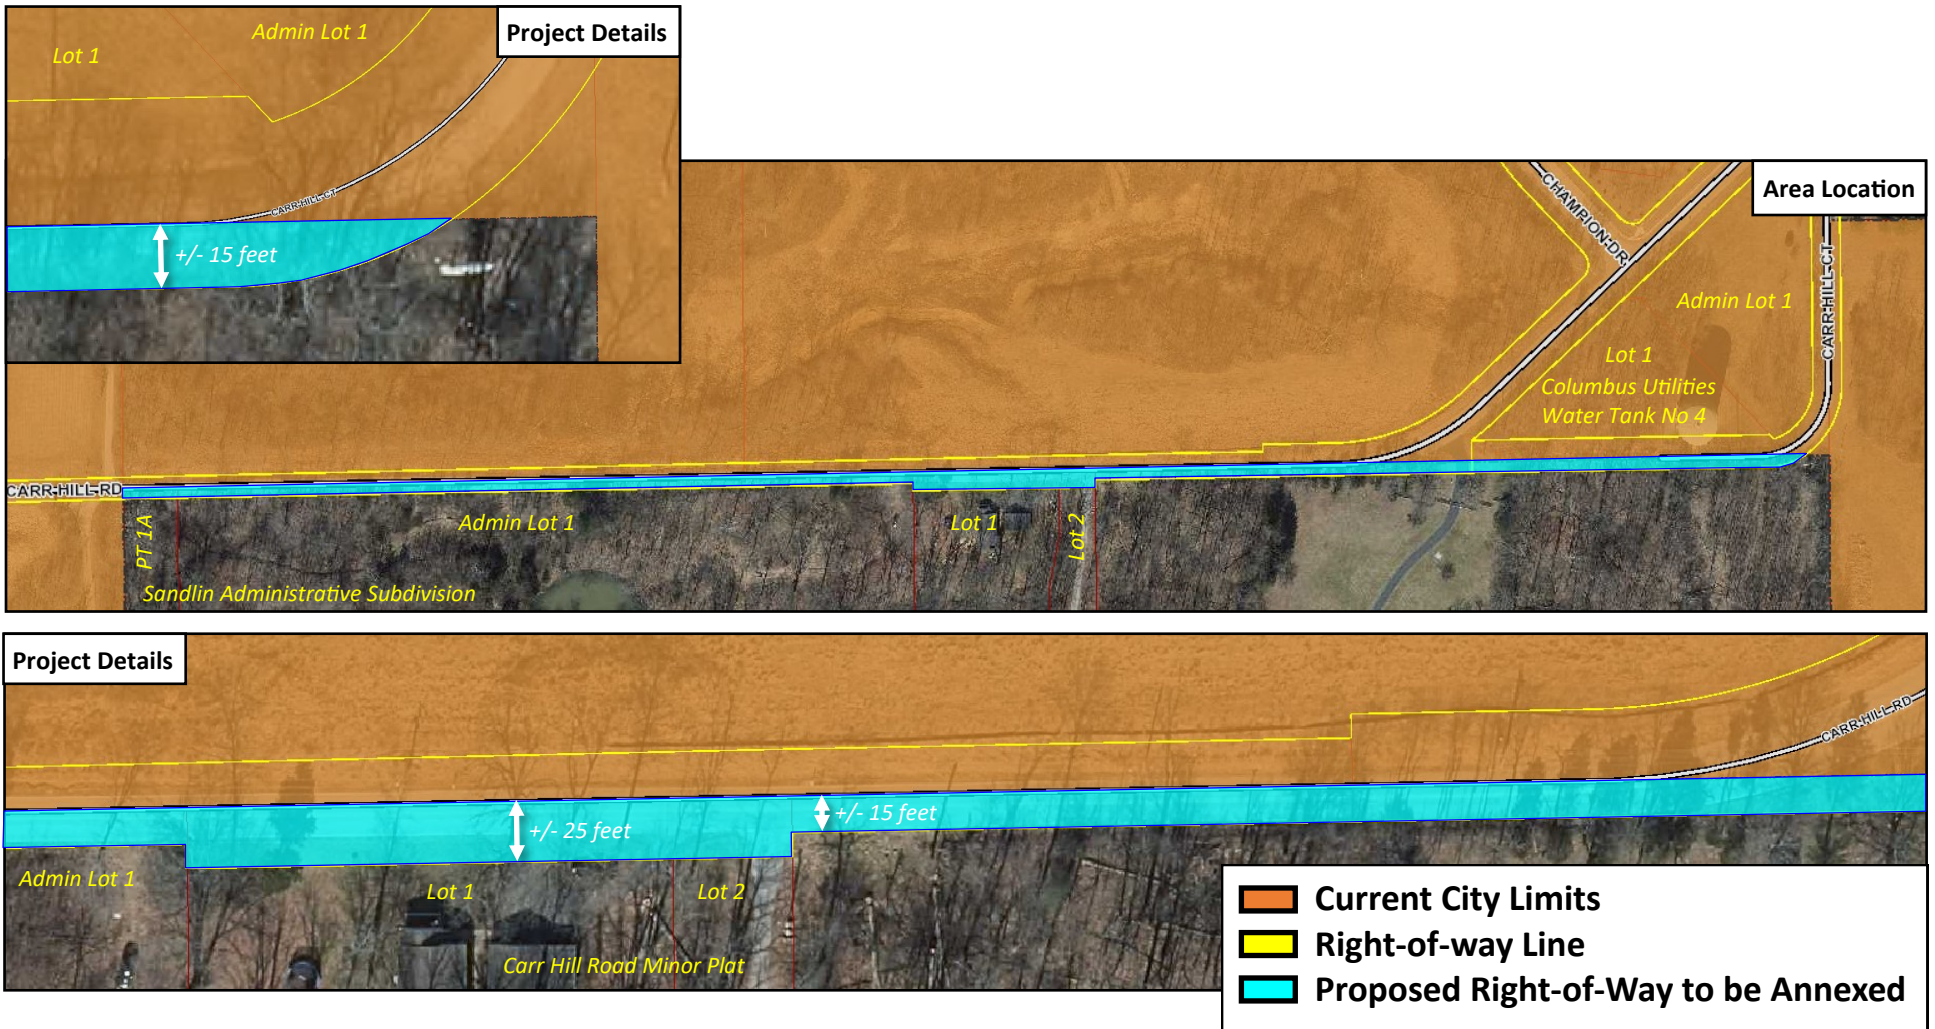 Project Details
Admin Lot 1
Lot 1
CARR-HILL-CT
+/- 15 feet
Area Location
CHAMPION-DR
CARR-HILL-CT
Admin Lot 1
Lot 1
Columbus Utilities
Water Tank No 4
CARR-HILL-RD
PT 1A
Admin Lot 1
Lot 1
Lot 2
Sandlin Administrative Subdivision
Project Details
CARR-HILL-RD
+/- 25 feet
+/- 15 feet
Admin Lot 1
Lot 1
Lot 2
Carr Hill Road Minor Plat
Current City Limits
Right-of-way Line
Proposed Right-of-Way to be Annexed